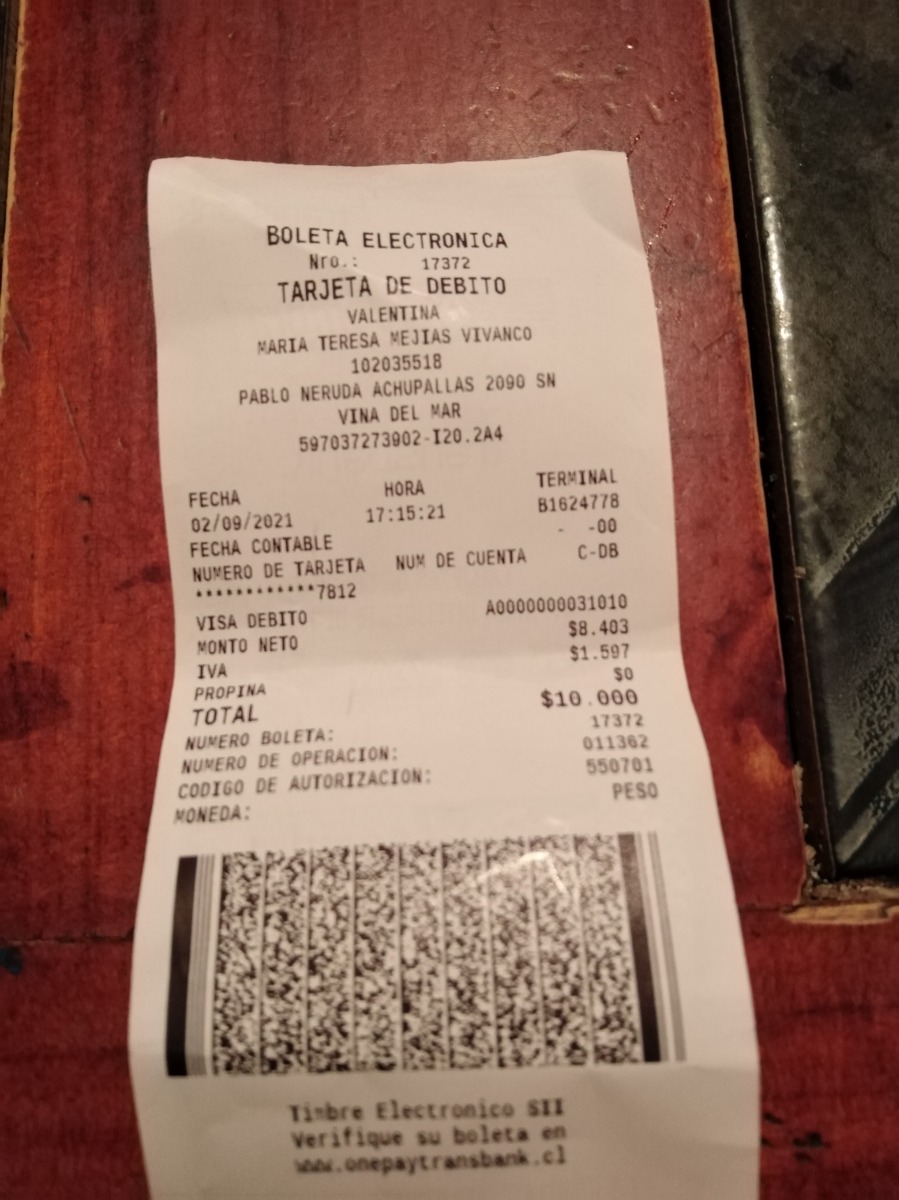 BOLETA ELECTRONICA
Nro.: 17372
TARJETA DE DEBITO
VALENTINA
MARIA TERESA MEJIAS VIVANCO
102035518
PABLO NERUDA ACHUPALLAS 2090 SN
VINA DEL MAR
597037273902-I20.2A4
FECHA HORA TERMINAL
02/09/2021 17:15:21 B1624778
FECHA CONTABLE - -00
NUMERO DE TARJETA NUM DE CUENTA C-DB
************7812
VISA DEBITO A0000000031010
MONTO NETO $8.403
IVA $1.597
PROPINA $0
TOTAL $10.000
NUMERO BOLETA: 17372
NUMERO DE OPERACION: 011362
CODIGO DE AUTORIZACION: 550701
MONEDA: PESO
Timbre Electronico SII
Verifique su boleta en
www.onepaytransbank.cl